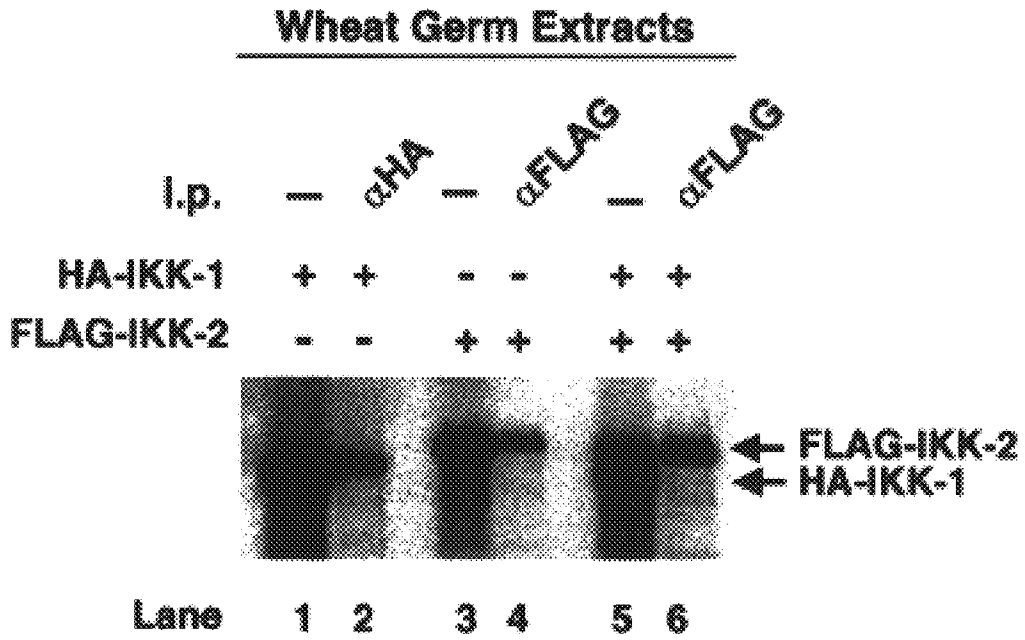 Wheat Germ Extracts
I.p. — αHA — αFLAG — αFLAG
HA-IKK-1 + + - - + +
FLAG-IKK-2 - - + + + +
FLAG-IKK-2
HA-IKK-1
Lane 1 2 3 4 5 6